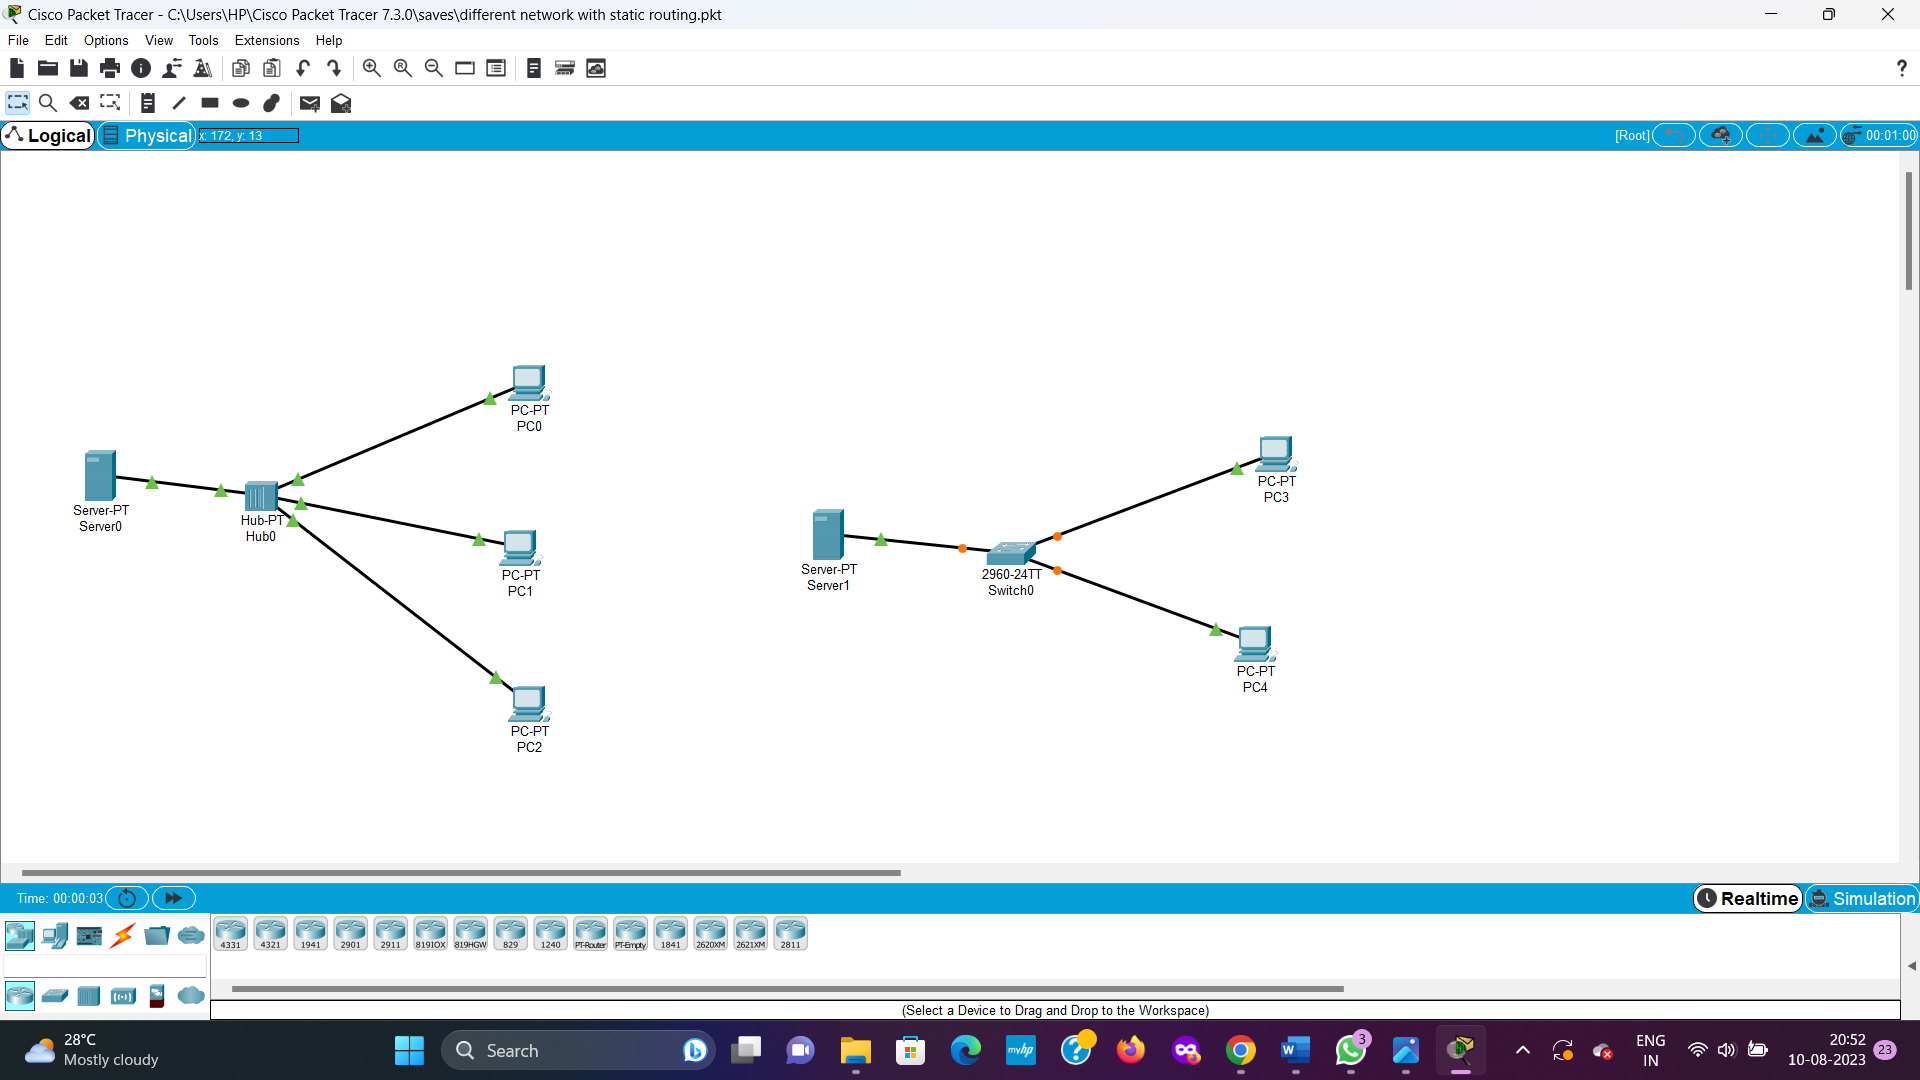 Cisco Packet Tracer - C:\Users\HP\Cisco Packet Tracer 7.3.0\saves\different network with static routing.pkt
File Edit Options View Tools Extensions Help
Logical Physical x: 172, y: 13 [Root] 00:01:00
PC-PT
PC0
Server-PT
Server0
Hub-PT
Hub0
PC-PT
PC1
PC-PT
PC2
PC-PT
PC3
Server-PT
Server1
2960-24TT
Switch0
PC-PT
PC4
Time: 00:00:03 Realtime Simulation
4331 4321 1941 2901 2911 819IOX 819HGW 829 1240 PT-Router PT-Empty 1841 2620XM 2621XM 2811
(Select a Device to Drag and Drop to the Workspace)
28°C
Mostly cloudy
Search
myhp
3
ENG
IN
20:52
10-08-2023
23